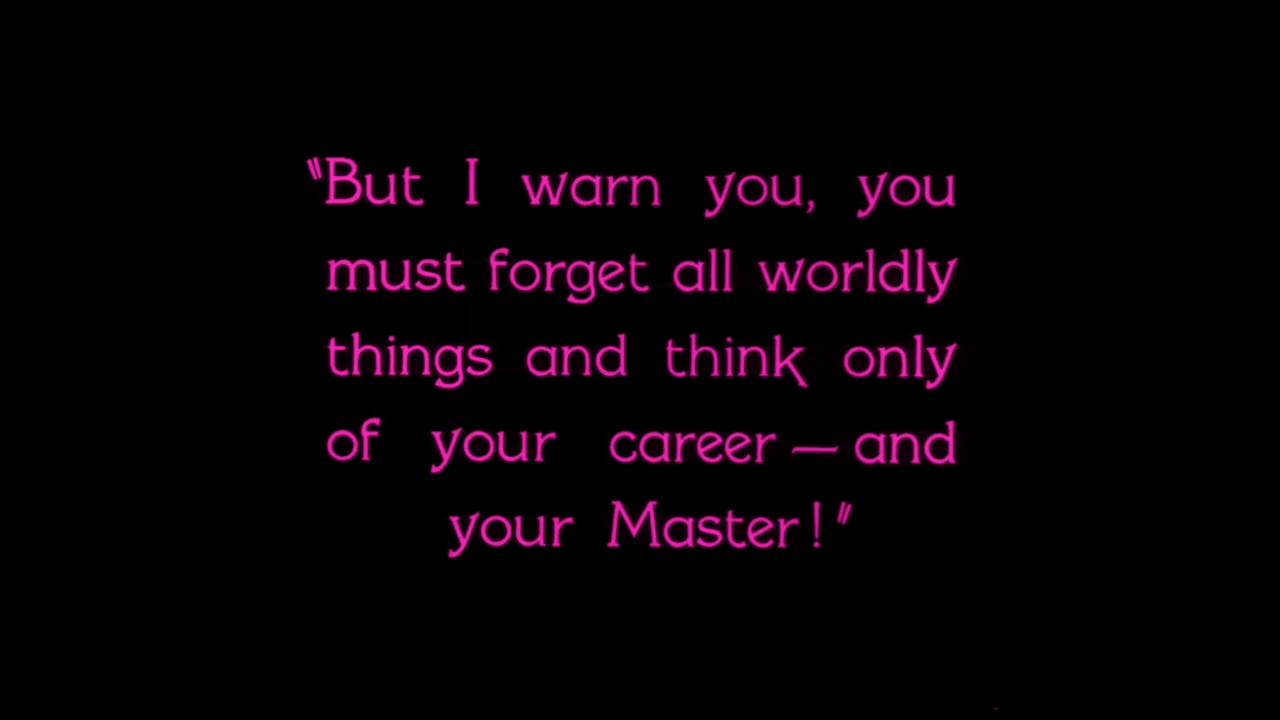 "But I warn you, you
must forget all worldly
things and think only
of your career — and
your Master!"